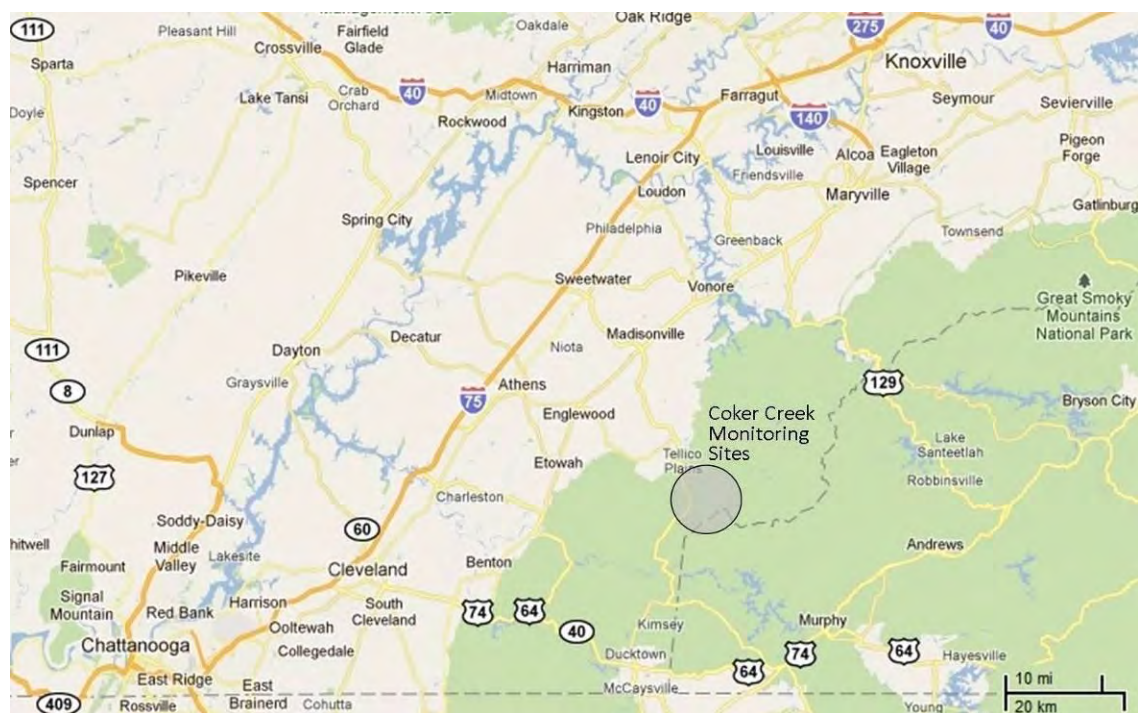 Oak Ridge
Oakdale
111
Pleasant Hill
Fairfield
Glade
275
40
Crossville
Sparta
Harriman
Knoxville
Lake Tansi
Crab
Orchard
40
Midtown
Kingston
40
Farragut
Seymour
Sevierville
Doyle
Rockwood
140
Pigeon
Forge
Lenoir City
Louisville
Alcoa
Eagleton
Village
Spencer
Friendsville
Loudon
Maryville
Gatlinburg
Spring City
Philadelphia
Greenback
Townsend
Pikeville
Sweetwater
Vonore
Great Smoky
Mountains
National Park
Madisonville
111
Dayton
Decatur
Niota
8
Graysville
75
Athens
129
Bryson City
Englewood
Coker Creek
Monitoring
Sites
Dunlap
Lake
Santeetlah
127
Etowah
Tellico
Plains
Robbinsville
Charleston
Soddy-Daisy
60
hitwell
Middle
Valley
Lakesite
Andrews
Fairmount
Cleveland
Benton
Signal
Mountain
Red Bank
Harrison
South
Cleveland
74
64
Kimsey
Murphy
Ooltewah
40
Chattanooga
Collegedale
Ducktown
74
64
64
Hayesville
East Ridge
McCaysville
10 mi
409
Rossville
East
Brainerd
Cohutta
Young
20 km